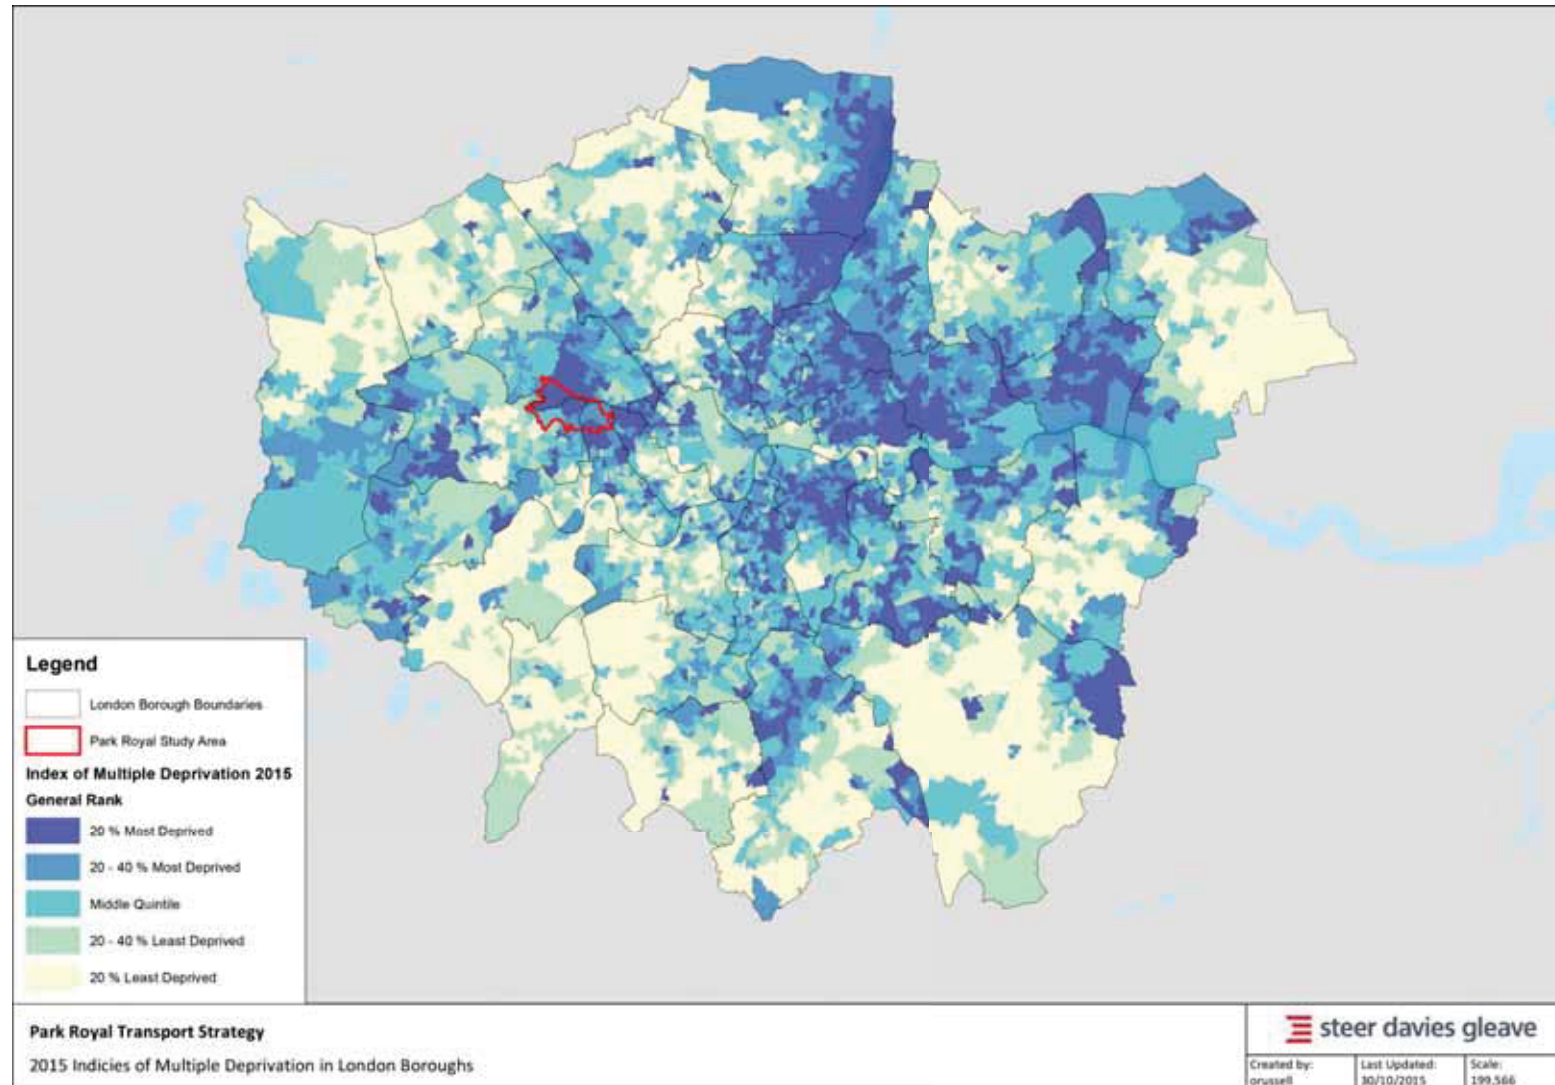 Legend
London Borough Boundaries
Park Royal Study Area
Index of Multiple Deprivation 2015
General Rank
20 % Most Deprived
20 - 40 % Most Deprived
Middle Quintile
20 - 40 % Least Deprived
20 % Least Deprived
Park Royal Transport Strategy
2015 Indicies of Multiple Deprivation in London Boroughs
steer davies gleave
Created by: Last Updated: Scale:
orussell 30/10/2015 199,566